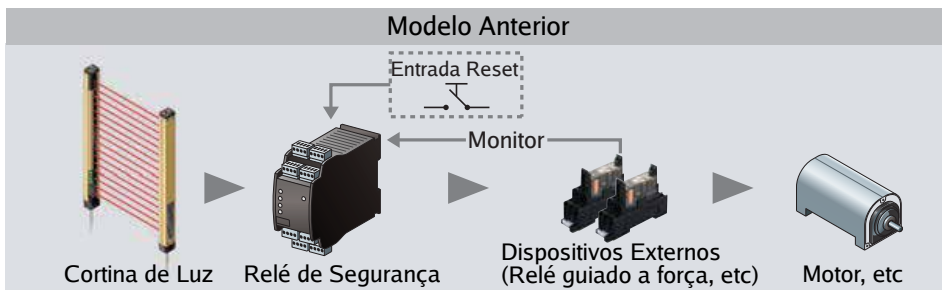 Modelo Anterior
Entrada Reset
Monitor
Cortina de Luz
Relé de Segurança
Dispositivos Externos
(Relé guiado a força, etc)
Motor, etc